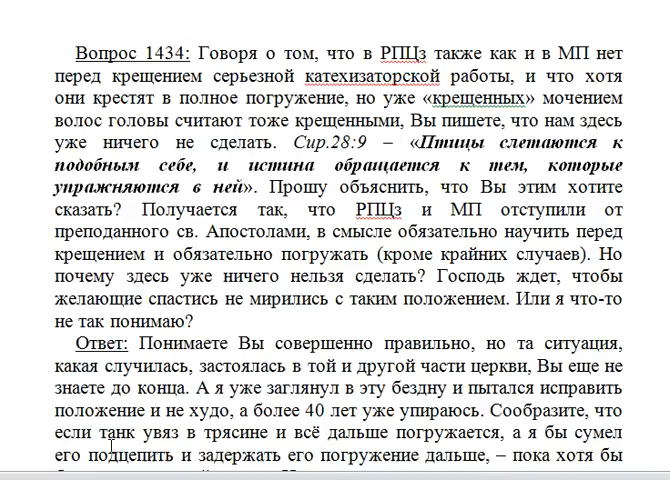 Вопрос 1434: Говоря о том, что в РПЦз также как и в МП нет
перед крещением серьезной катехизаторской работы, и что хотя
они крестят в полное погружение, но уже «крещенных» мочением
волос головы считают тоже крещенными, Вы пишете, что нам здесь
уже ничего не сделать. Сир.28:9 – «Птицы слетаются к
подобным себе, и истина обращается к тем, которые
упражняются в ней». Прошу объяснить, что Вы этим хотите
сказать? Получается так, что РПЦз и МП отступили от
преподанного св. Апостолами, в смысле обязательно научить перед
крещением и обязательно погружать (кроме крайних случаев). Но
почему здесь уже ничего нельзя сделать? Господь ждет, чтобы
желающие спастись не мирились с таким положением. Или я что-то
не так понимаю?
Ответ: Понимаете Вы совершенно правильно, но та ситуация,
какая случилась, застоялась в той и другой части церкви, Вы еще не
знаете до конца. А я уже заглянул в эту бездну и пытался исправить
положение и не худо, а более 40 лет уже упираюсь. Сообразите, что
если танк увяз в трясине и всё дальше погружается, а я бы сумел
его подцепить и задержать его погружение дальше, – пока хотя бы